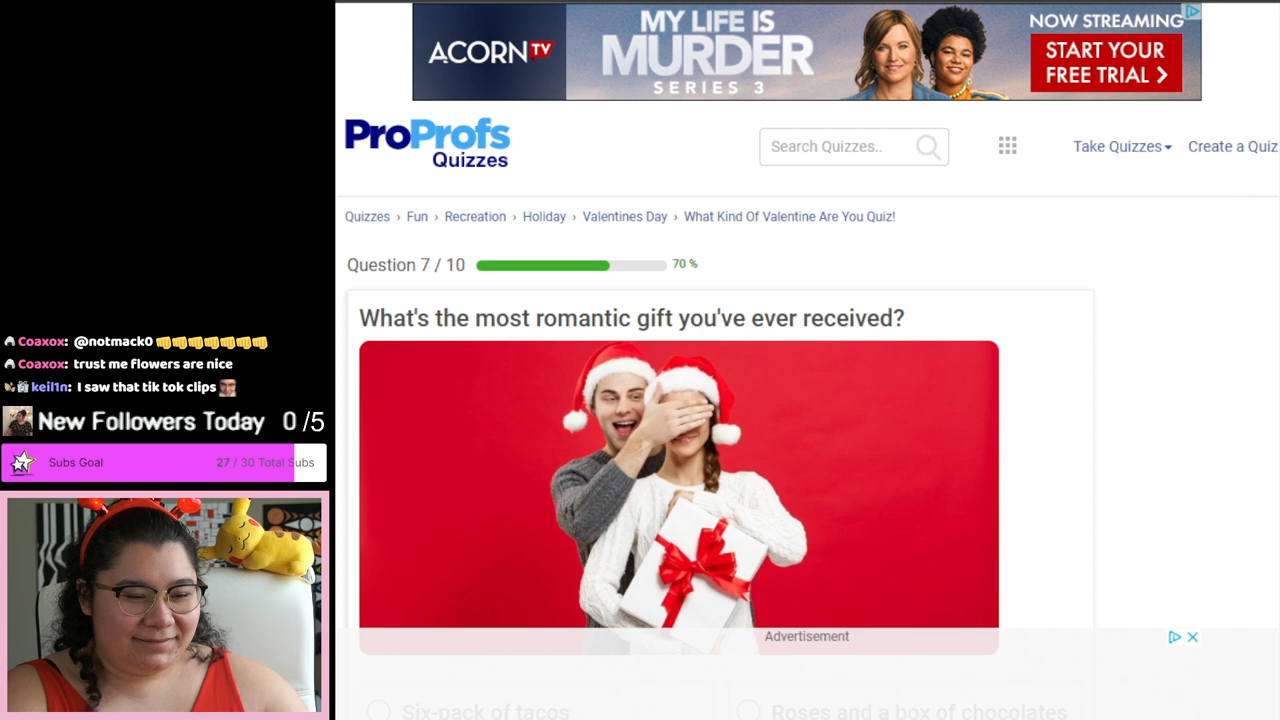 ACORN TV
MY LIFE IS
MURDER
SERIES 3
NOW STREAMING
START YOUR
FREE TRIAL >
ProProfs
Quizzes
Search Quizzes..
Take Quizzes
Create a Quiz
Quizzes › Fun › Recreation › Holiday › Valentines Day › What Kind Of Valentine Are You Quiz!
Question 7 / 10
70 %
What's the most romantic gift you've ever received?
Advertisement
Six-pack of tacos
Roses and a box of chocolates
Coaxox: @notmack0
Coaxox: trust me flowers are nice
keil1n: I saw that tik tok clips
New Followers Today 0 /5
Subs Goal
27 / 30 Total Subs